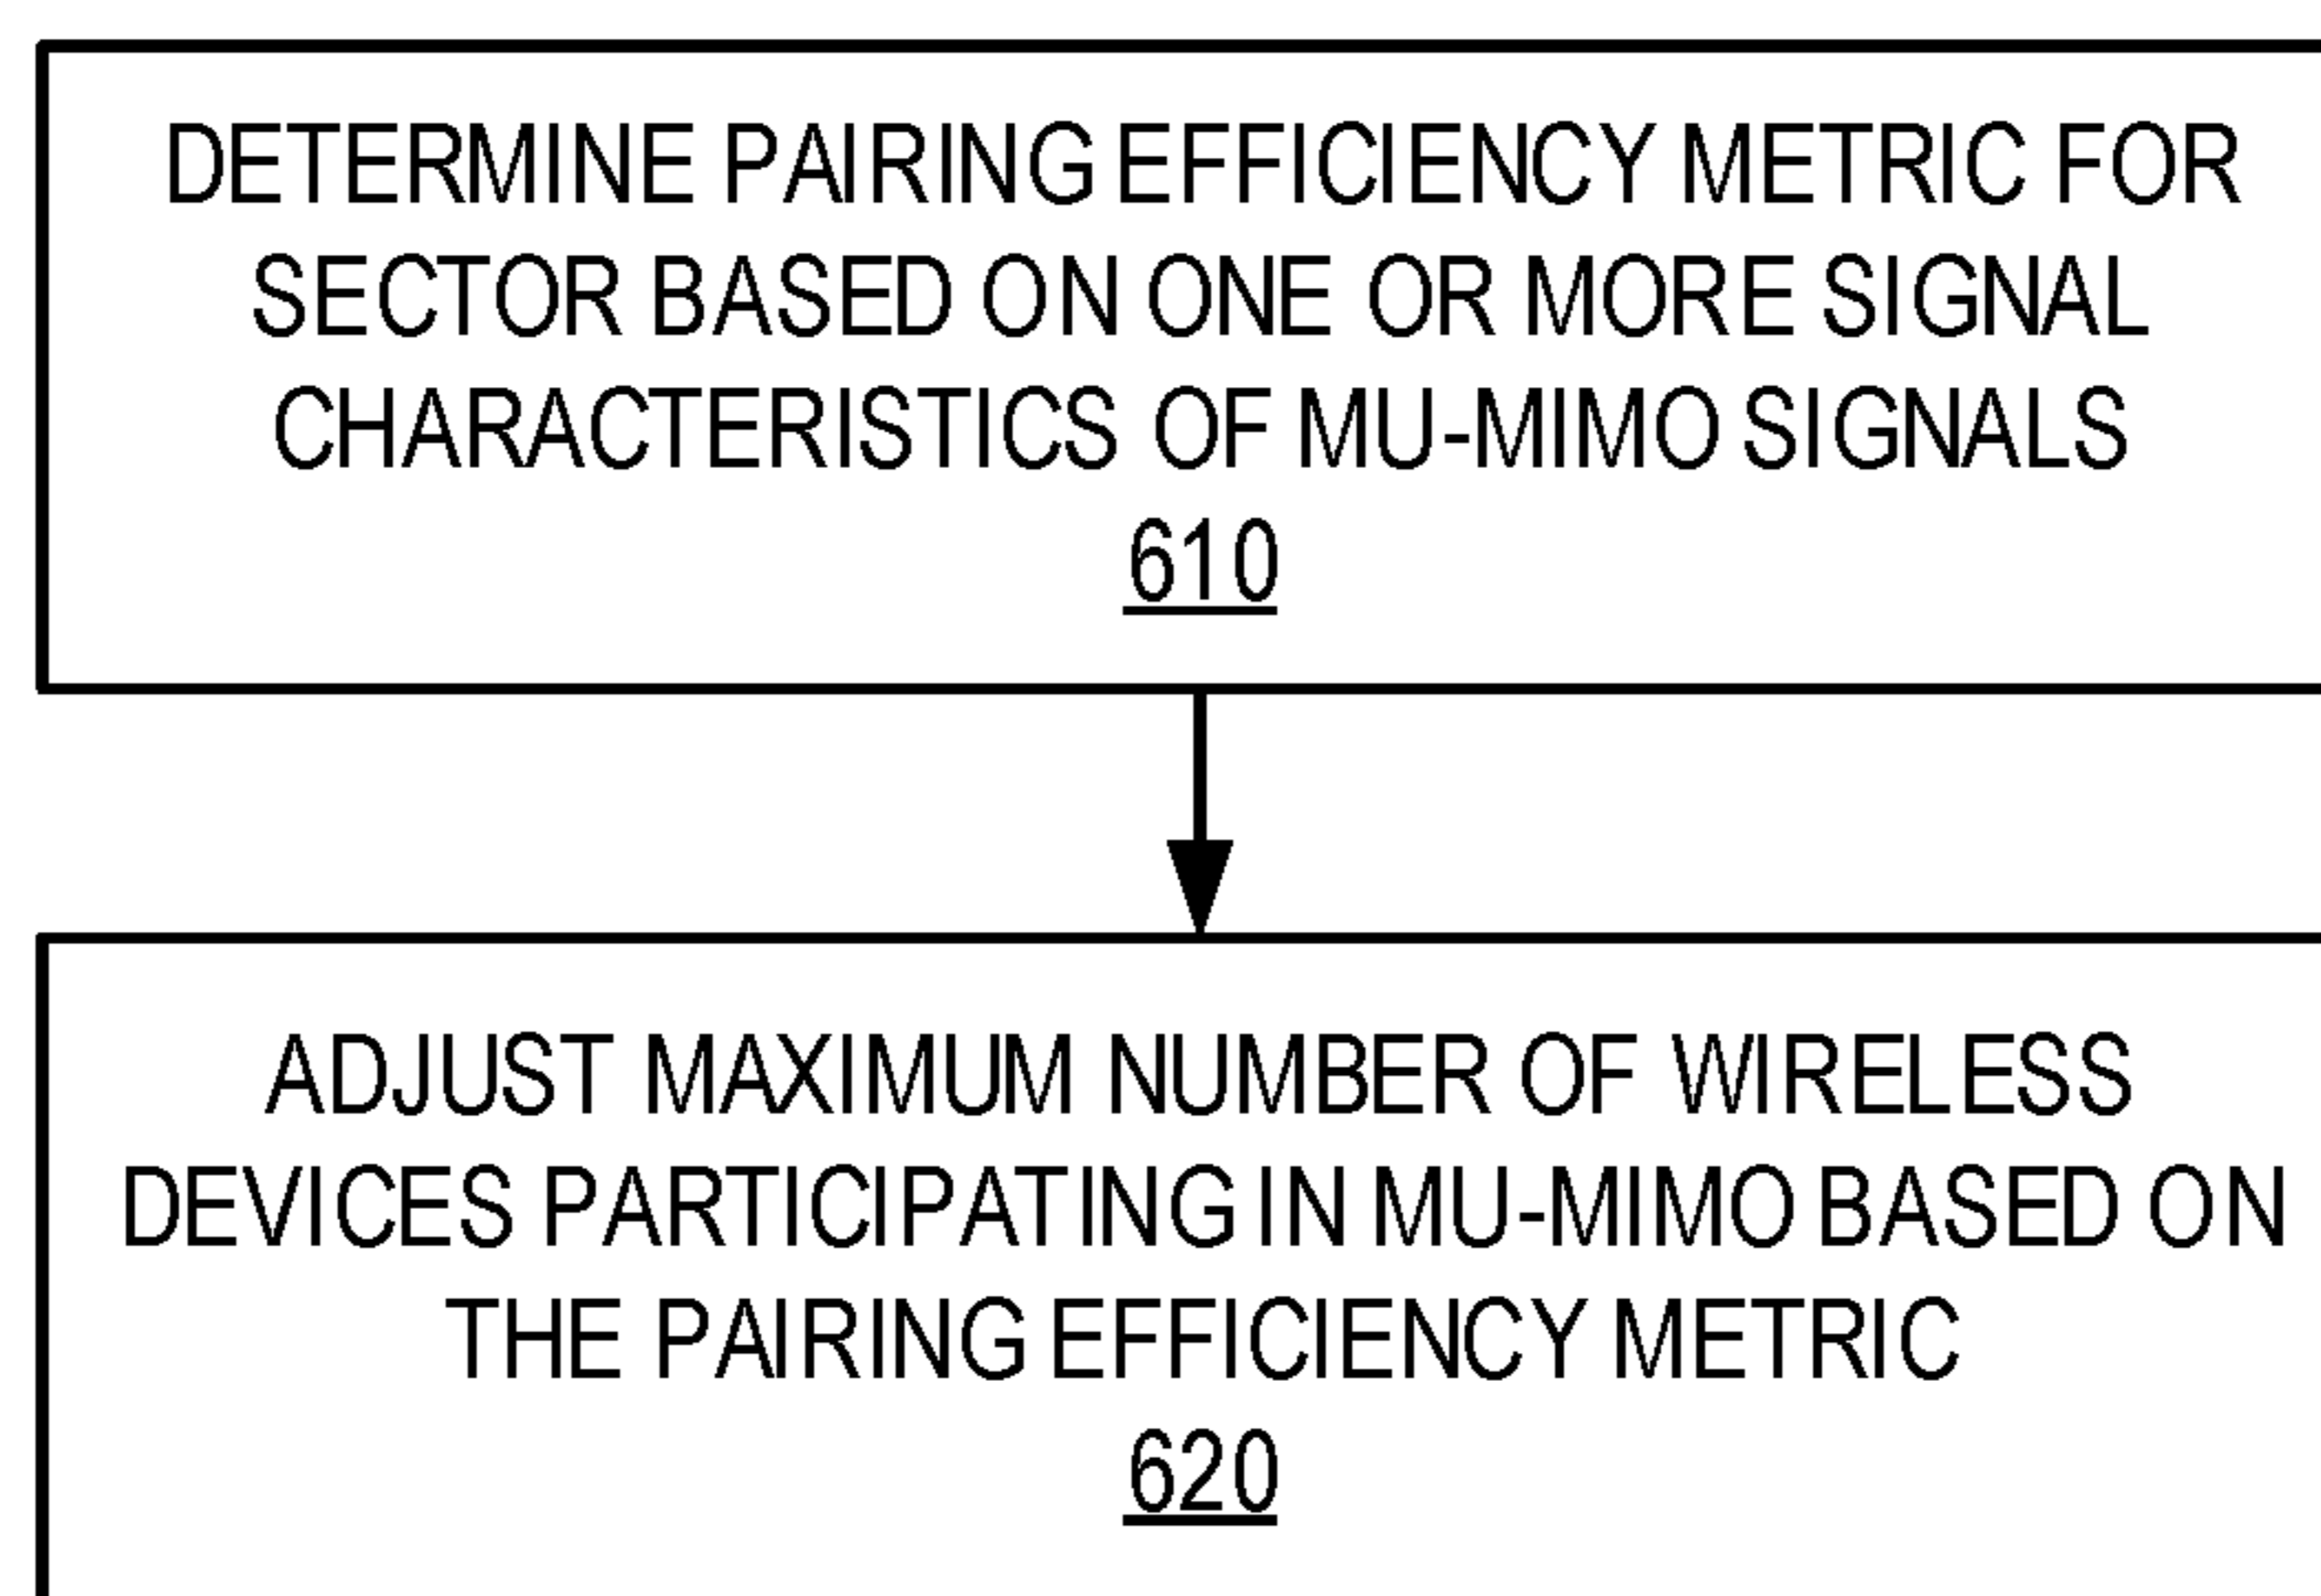 DETERMINE PAIRING EFFICIENCY METRIC FOR
SECTOR BASED ON ONE OR MORE SIGNAL
CHARACTERISTICS OF MU-MIMO SIGNALS
610
ADJUST MAXIMUM NUMBER OF WIRELESS
DEVICES PARTICIPATING IN MU-MIMO BASED ON
THE PAIRING EFFICIENCY METRIC
620